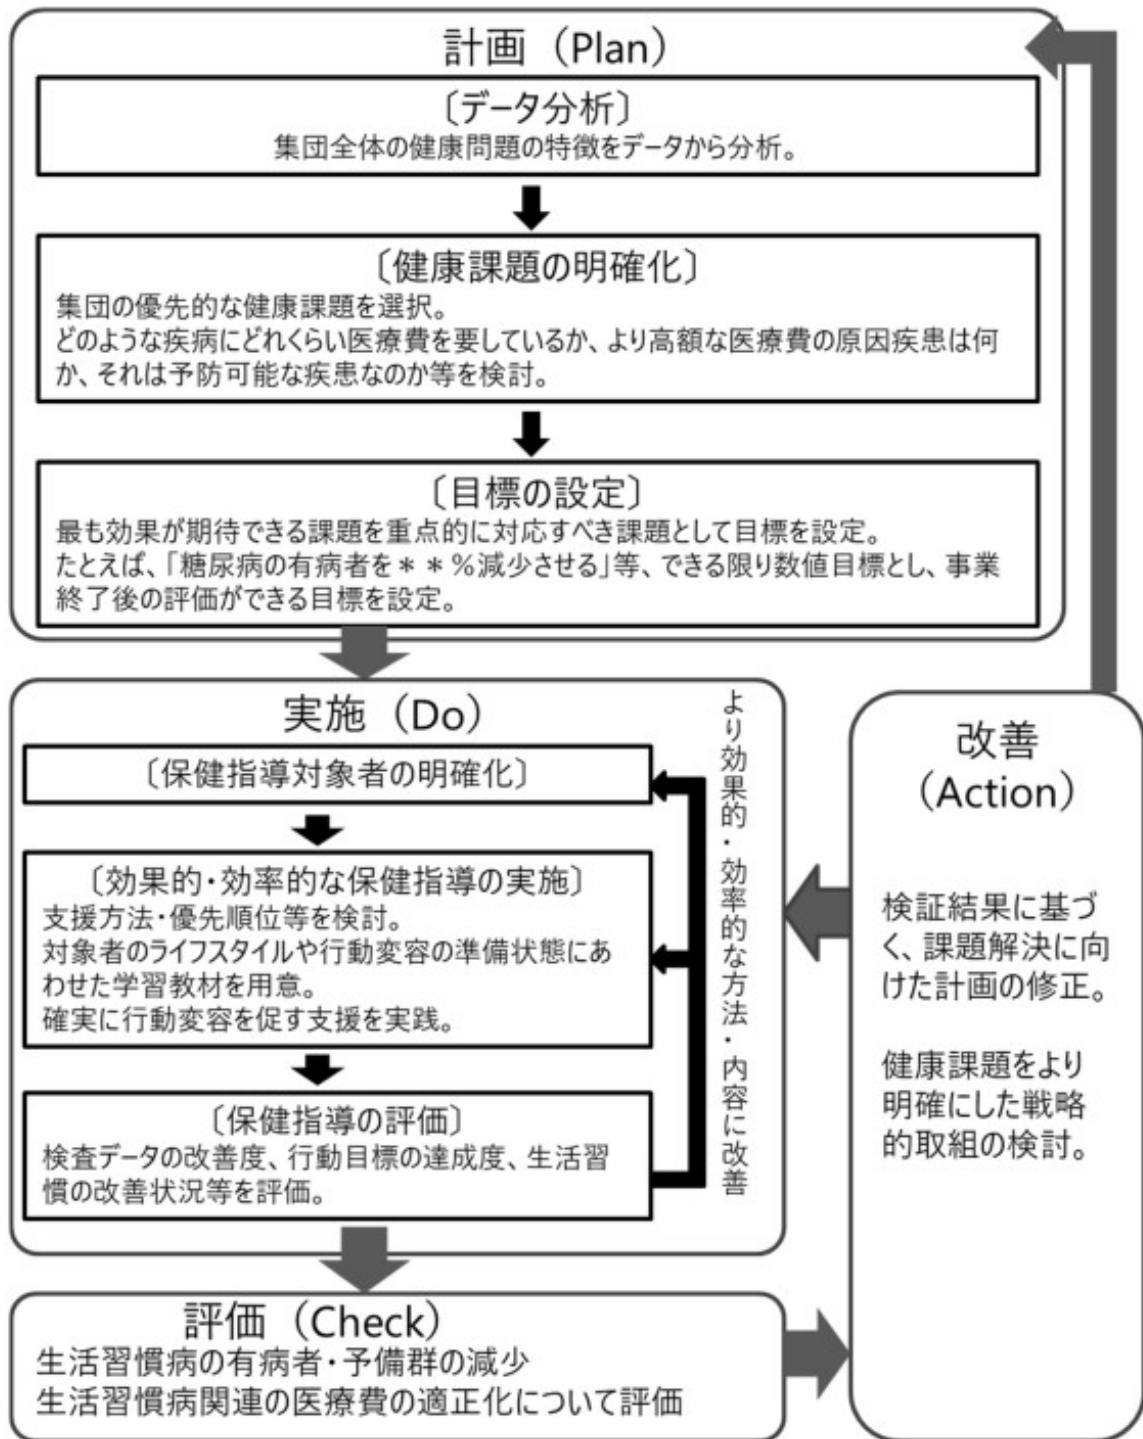 計画（Plan）
〔データ分析〕
集団全体の健康問題の特徴をデータから分析。
〔健康課題の明確化〕
集団の優先的な健康課題を選択。
どのような疾病にどれくらい医療費を要しているか、より高額な医療費の原因疾患は何
か、それは予防可能な疾患なのか等を検討。
〔目標の設定〕
最も効果が期待できる課題を重点的に対応すべき課題として目標を設定。
たとえば、「糖尿病の有病者を＊＊％減少させる」等、できる限り数値目標とし、事業
終了後の評価ができる目標を設定。
実施（Do）
〔保健指導対象者の明確化〕
〔効果的・効率的な保健指導の実施〕
支援方法・優先順位等を検討。
対象者のライフスタイルや行動変容の準備状態にあ
わせた学習教材を用意。
確実に行動変容を促す支援を実践。
〔保健指導の評価〕
検査データの改善度、行動目標の達成度、生活習
慣の改善状況等を評価。
より効果的・効率的な方法・内容に改善
評価（Check）
生活習慣病の有病者・予備群の減少
生活習慣病関連の医療費の適正化について評価
改善
（Action）
検証結果に基づ
く、課題解決に向
けた計画の修正。
健康課題をより
明確にした戦略
的取組の検討。